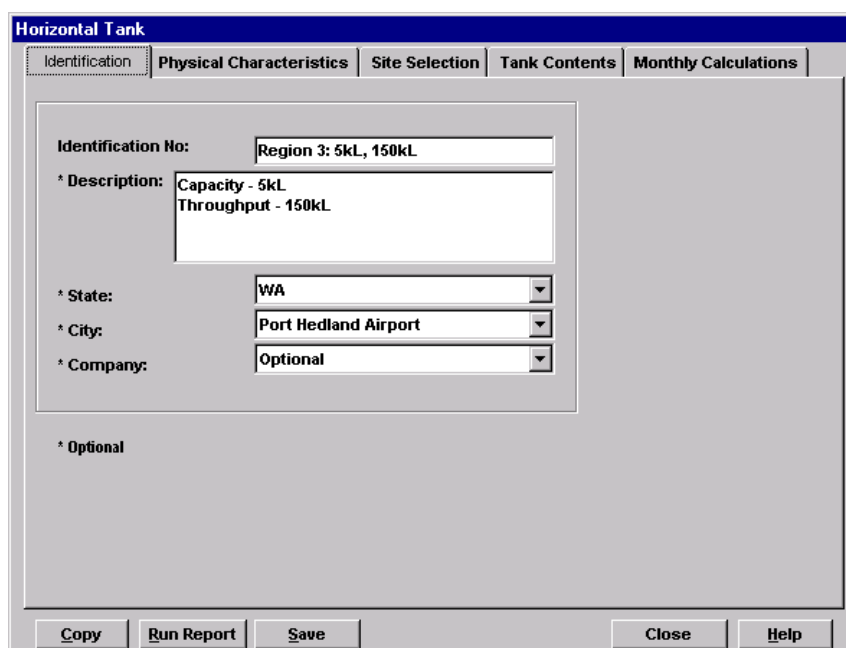 Horizontal Tank
Identification Physical Characteristics Site Selection Tank Contents Monthly Calculations
Identification No: Region 3: 5kL, 150kL
* Description: Capacity - 5kL
Throughput - 150kL
* State: WA
* City: Port Hedland Airport
* Company: Optional
* Optional
Copy Run Report Save Close Help